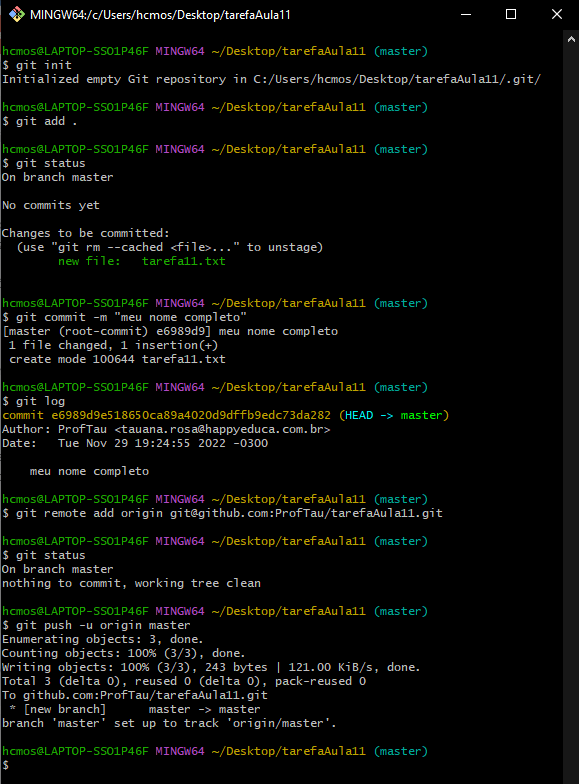 MINGW64:/c/Users/hcmos/Desktop/tarefaAula11
hcmos@LAPTOP-SSO1P46F MINGW64 ~/Desktop/tarefaAula11 (master)
$ git init
Initialized empty Git repository in C:/Users/hcmos/Desktop/tarefaAula11/.git/
hcmos@LAPTOP-SSO1P46F MINGW64 ~/Desktop/tarefaAula11 (master)
$ git add .
hcmos@LAPTOP-SSO1P46F MINGW64 ~/Desktop/tarefaAula11 (master)
$ git status
On branch master
No commits yet
Changes to be committed:
  (use "git rm --cached <file>..." to unstage)
        new file:   tarefa11.txt
hcmos@LAPTOP-SSO1P46F MINGW64 ~/Desktop/tarefaAula11 (master)
$ git commit -m "meu nome completo"
[master (root-commit) e6989d9] meu nome completo
 1 file changed, 1 insertion(+)
 create mode 100644 tarefa11.txt
hcmos@LAPTOP-SSO1P46F MINGW64 ~/Desktop/tarefaAula11 (master)
$ git log
commit e6989d9e518650ca89a4020d9dffb9edc73da282 (HEAD -> master)
Author: ProfTau <tauana.rosa@happyeduca.com.br>
Date:   Tue Nov 29 19:24:55 2022 -0300
    meu nome completo
hcmos@LAPTOP-SSO1P46F MINGW64 ~/Desktop/tarefaAula11 (master)
$ git remote add origin git@github.com:ProfTau/tarefaAula11.git
hcmos@LAPTOP-SSO1P46F MINGW64 ~/Desktop/tarefaAula11 (master)
$ git status
On branch master
nothing to commit, working tree clean
hcmos@LAPTOP-SSO1P46F MINGW64 ~/Desktop/tarefaAula11 (master)
$ git push -u origin master
Enumerating objects: 3, done.
Counting objects: 100% (3/3), done.
Writing objects: 100% (3/3), 243 bytes | 121.00 KiB/s, done.
Total 3 (delta 0), reused 0 (delta 0), pack-reused 0
To github.com:ProfTau/tarefaAula11.git
 * [new branch]      master -> master
branch 'master' set up to track 'origin/master'.
hcmos@LAPTOP-SSO1P46F MINGW64 ~/Desktop/tarefaAula11 (master)
$